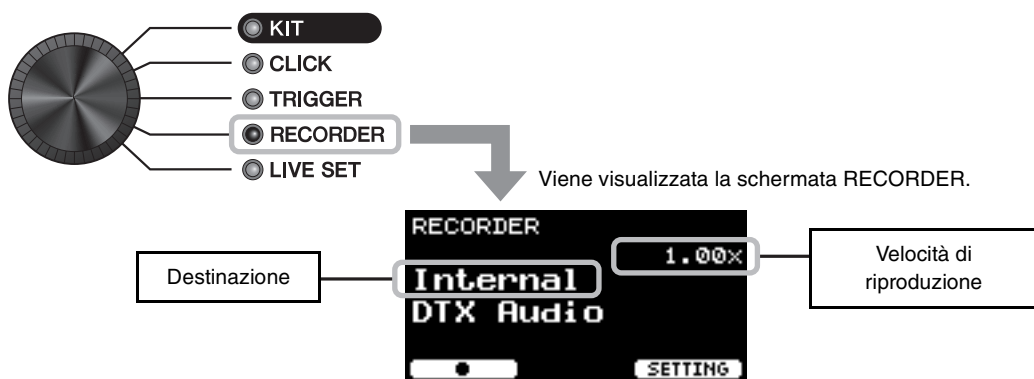 KIT
CLICK
TRIGGER
RECORDER
LIVE SET
Viene visualizzata la schermata RECORDER.
RECORDER
1.00x
Destinazione
Internal
DTX Audio
Velocità di
riproduzione
SETTING